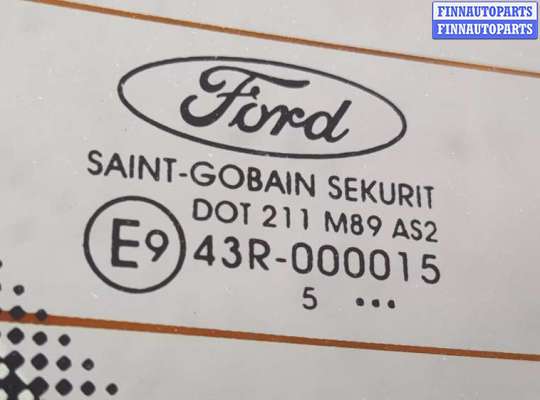 FINNAUTOPARTS
FINNAUTOPARTS
Ford
SAINT-GOBAIN SEKURIT
DOT 211 M89 AS2
E9 43R-000015
5 ...